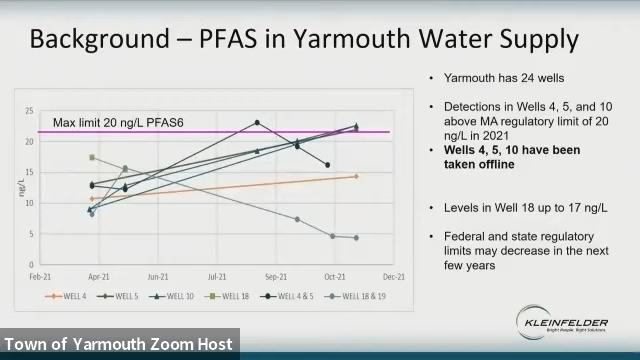 Background – PFAS in Yarmouth Water Supply
Max limit 20 ng/L PFAS6
25
20
15
10
5
0
ng/L
Feb-21
Apr-21
Jun-21
Jul-21
Sep-21
Oct-21
Dec-21
WELL 4
WELL 5
WELL 10
WELL 18
WELL 4 & 5
WELL 18 & 19
• Yarmouth has 24 wells
• Detections in Wells 4, 5, and 10
above MA regulatory limit of 20
ng/L in 2021
• Wells 4, 5, 10 have been
taken offline
• Levels in Well 18 up to 17 ng/L
• Federal and state regulatory
limits may decrease in the next
few years
KLEINFELDER
Bright People. Right Solutions.
Town of Yarmouth Zoom Host